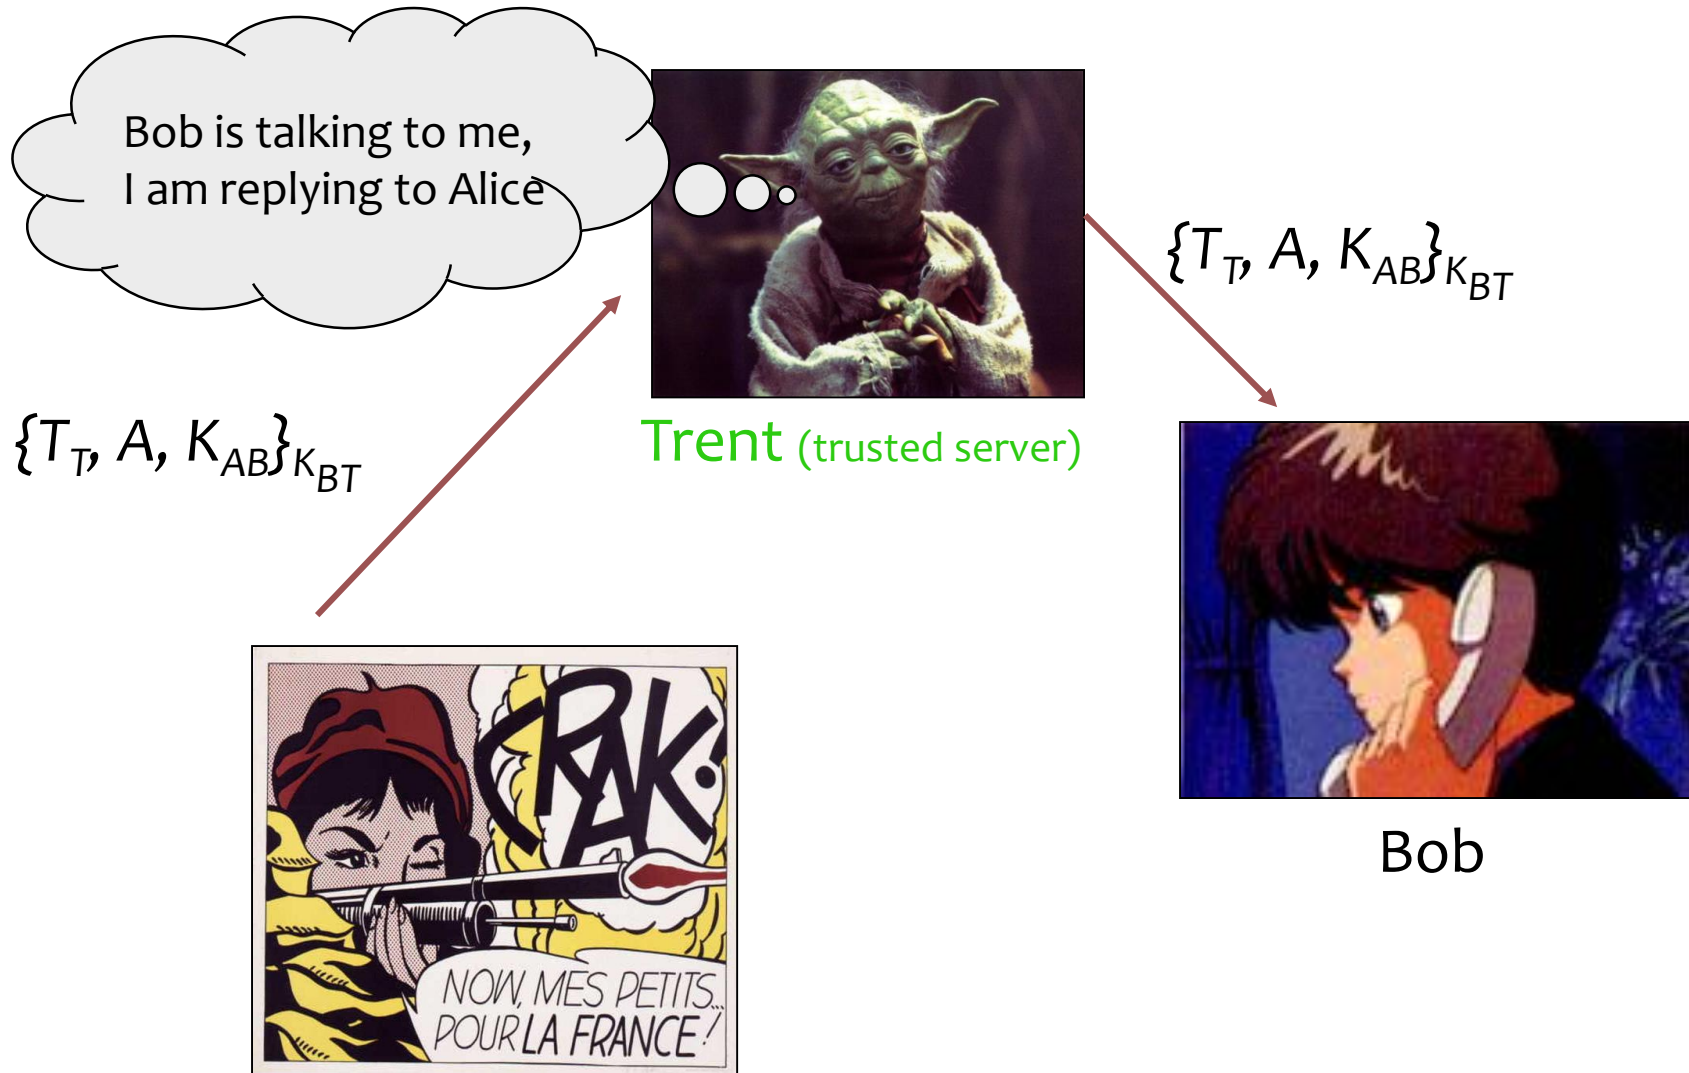 Bob is talking to me,
I am replying to Alice
{T_T, A, K_AB}_K_BT
{T_T, A, K_AB}_K_BT
Trent (trusted server)
Bob
CRAK!
NOW, MES PETITS...
POUR LA FRANCE!